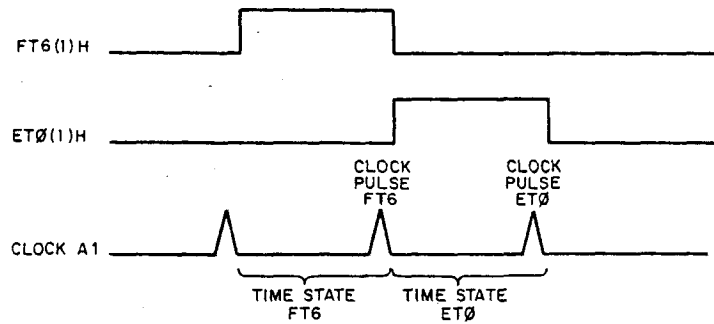 FT6(1)H
ETØ(1)H
CLOCK
PULSE
FT6
CLOCK
PULSE
ETØ
CLOCK A1
TIME STATE
FT6
TIME STATE
ETØ